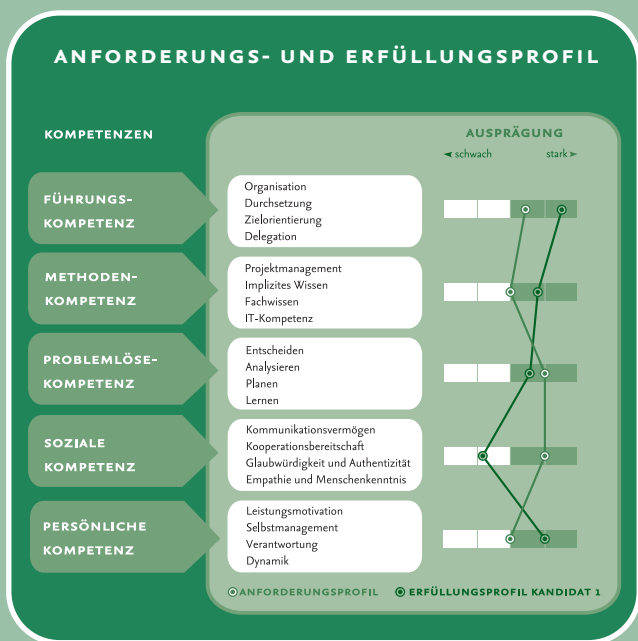 ANFORDERUNGS- UND ERFÜLLUNGSPROFIL
KOMPETENZEN
AUSPRÄGUNG
◄ schwach
stark ►
FÜHRUNGS-
KOMPETENZ
Organisation
Durchsetzung
Zielorientierung
Delegation
METHODEN-
KOMPETENZ
Projektmanagement
Implizites Wissen
Fachwissen
IT-Kompetenz
PROBLEMLÖSE-
KOMPETENZ
Entscheiden
Analysieren
Planen
Lernen
SOZIALE
KOMPETENZ
Kommunikationsvermögen
Kooperationsbereitschaft
Glaubwürdigkeit und Authentizität
Empathie und Menschenkenntnis
PERSÖNLICHE
KOMPETENZ
Leistungsmotivation
Selbstmanagement
Verantwortung
Dynamik
ANFORDERUNGSPROFIL
ERFÜLLUNGSPROFIL KANDIDAT 1